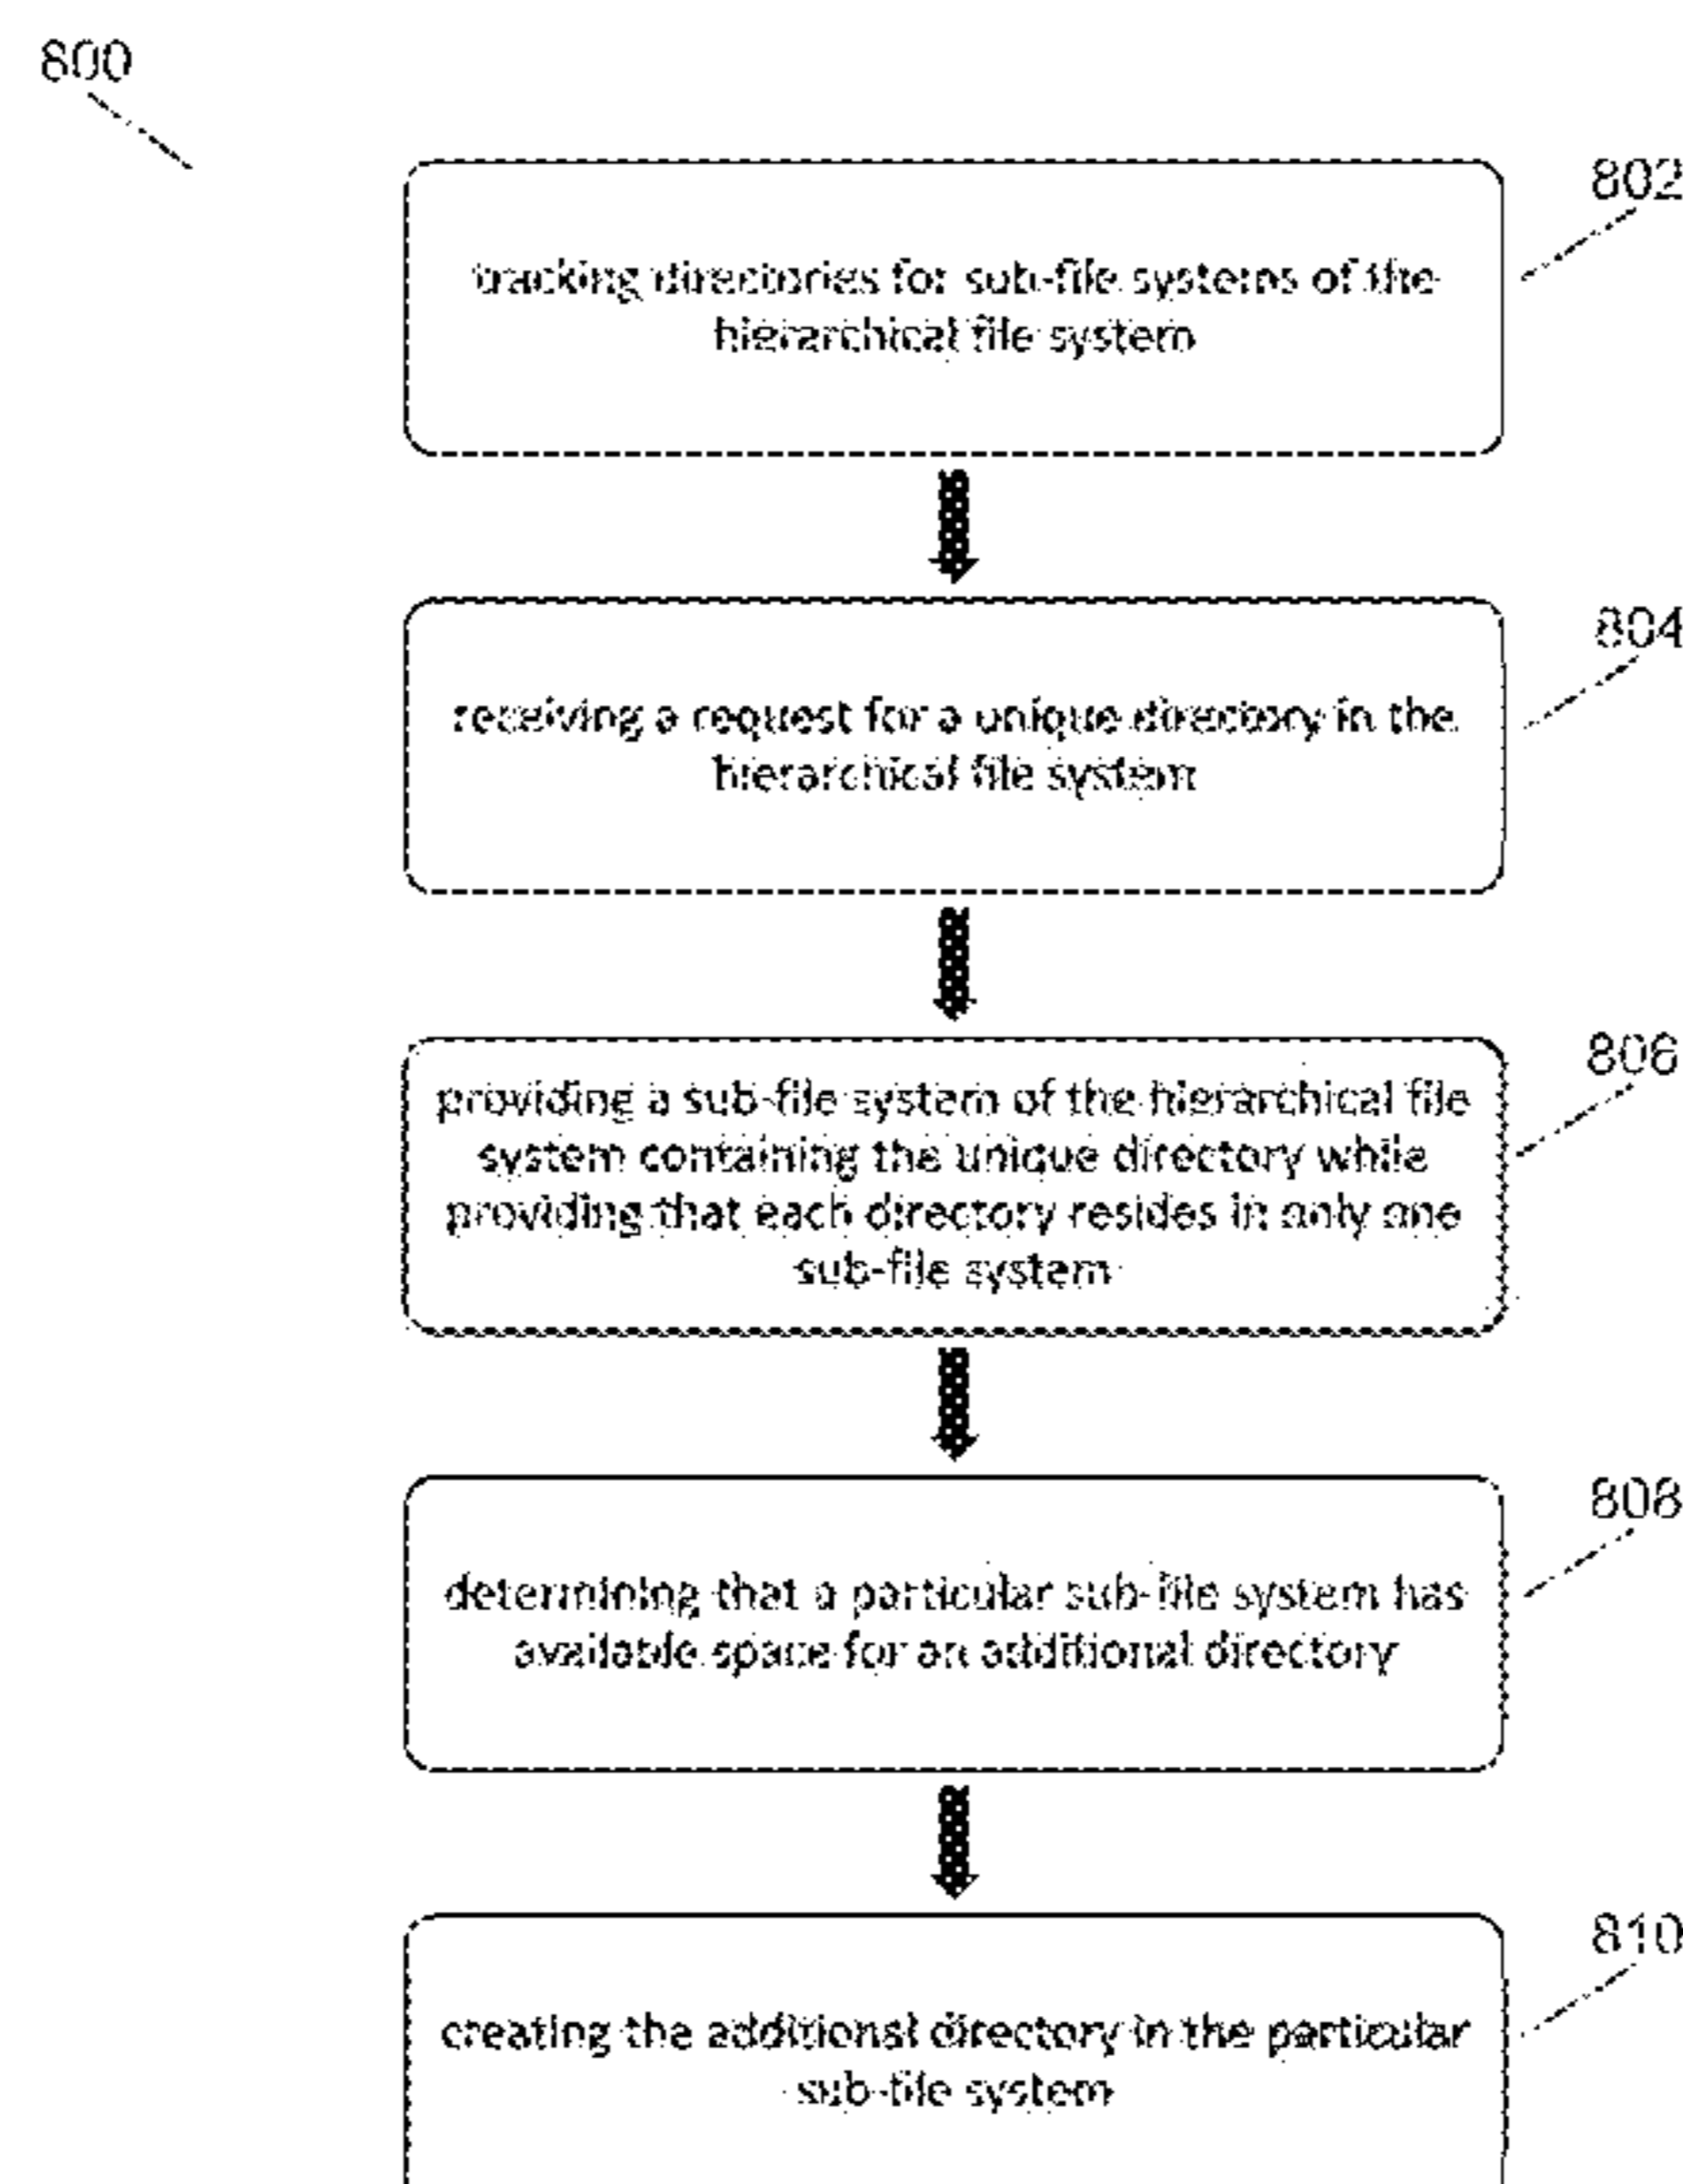 800
802
tracking directories for sub-file systems of the
hierarchical file system
804
receiving a request for a unique directory in the
hierarchical file system
806
providing a sub-file system of the hierarchical file
system containing the unique directory while
providing that each directory resides in only one
sub-file system
808
determining that a particular sub-file system has
available space for an additional directory
810
creating the additional directory in the particular
sub-file system